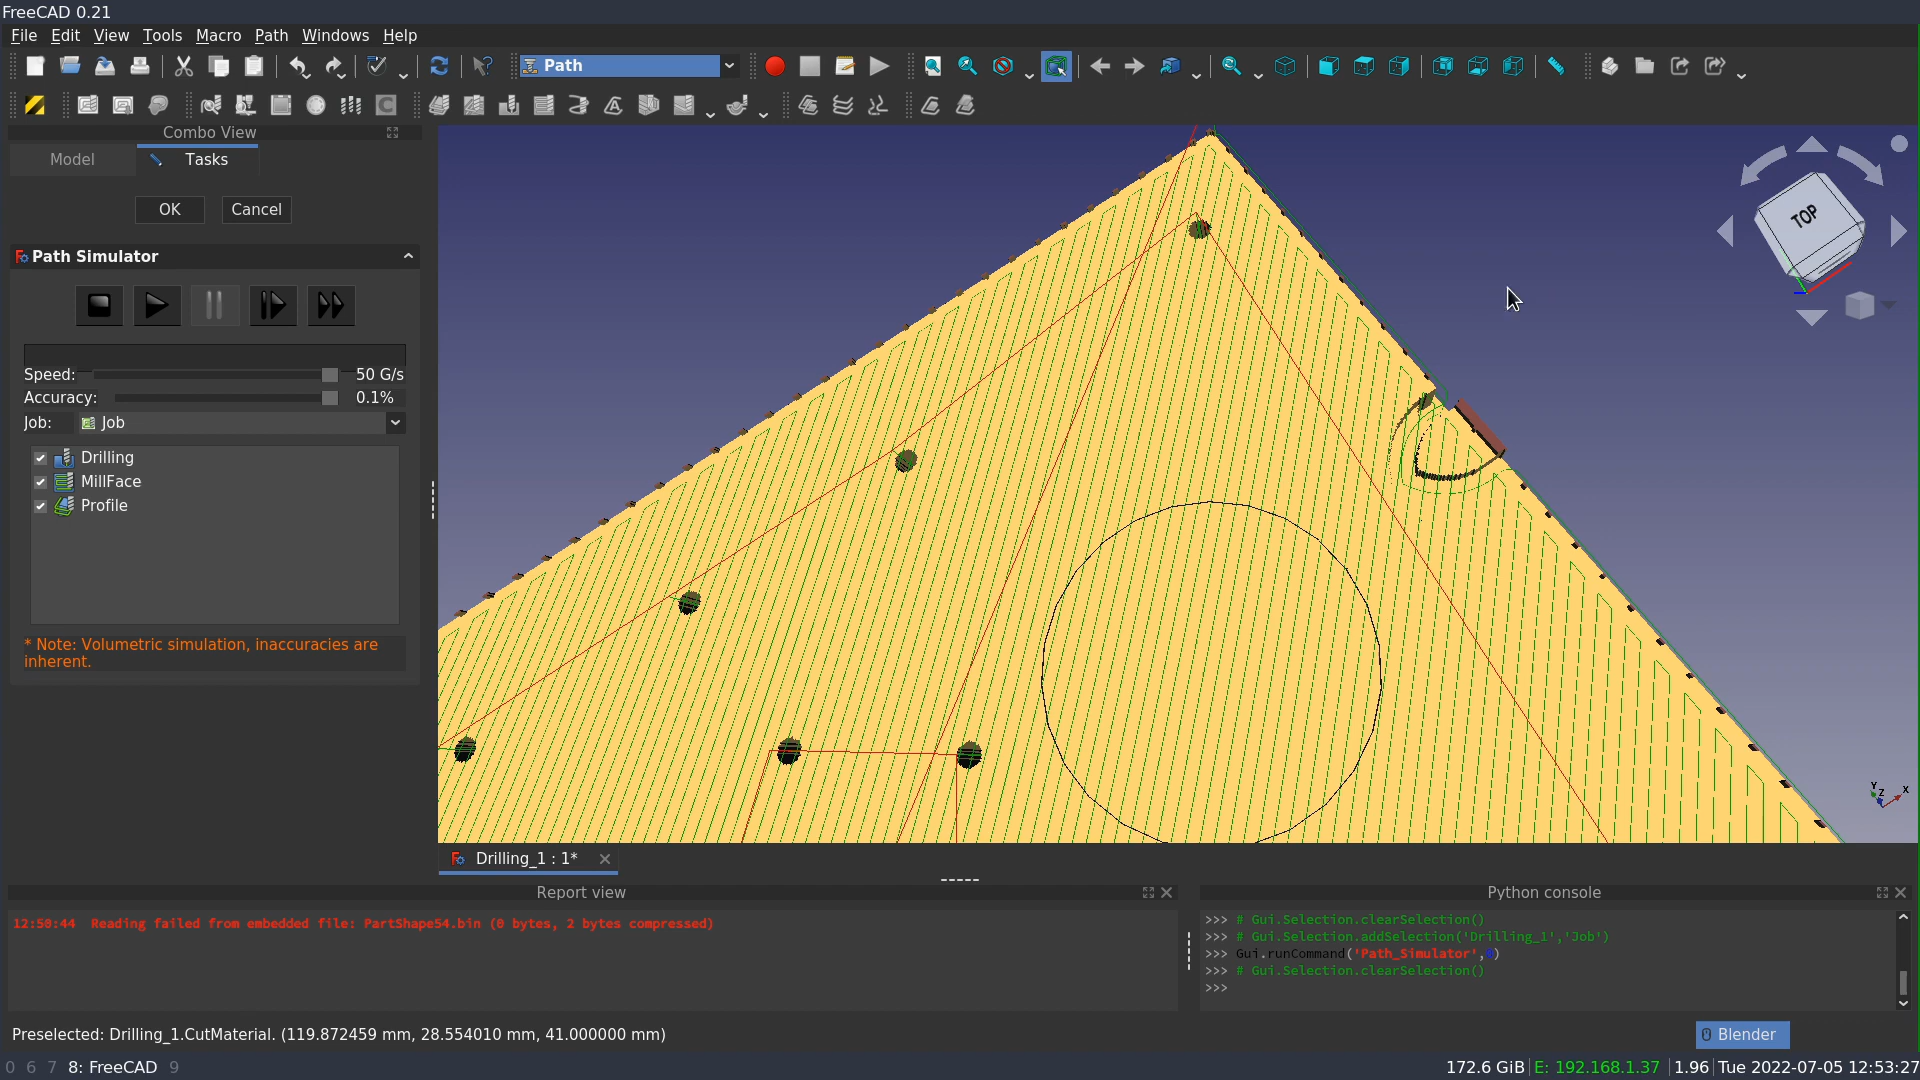 FreeCAD 0.21
File Edit View Tools Macro Path Windows Help
Path
Combo View
Model Tasks
OK Cancel
Path Simulator
Speed: 50 G/s
Accuracy: 0.1%
Job: Job
Drilling
MillFace
Profile
* Note: Volumetric simulation, inaccuracies are
inherent.
TOP
Y Z X
Drilling_1 : 1*
Report view
12:58:44 Reading failed from embedded file: PartShape54.bin (0 bytes, 2 bytes compressed)
Python console
>>> # Gui.Selection.clearSelection()
>>> # Gui.Selection.addSelection('Drilling_1','Job')
>>> Gui.runCommand('Path_Simulator',0)
>>> # Gui.Selection.clearSelection()
>>>
Preselected: Drilling_1.CutMaterial. (119.872459 mm, 28.554010 mm, 41.000000 mm)
Blender
0 6 7 8: FreeCAD 9
172.6 GiB E: 192.168.1.37 1.96 Tue 2022-07-05 12:53:27